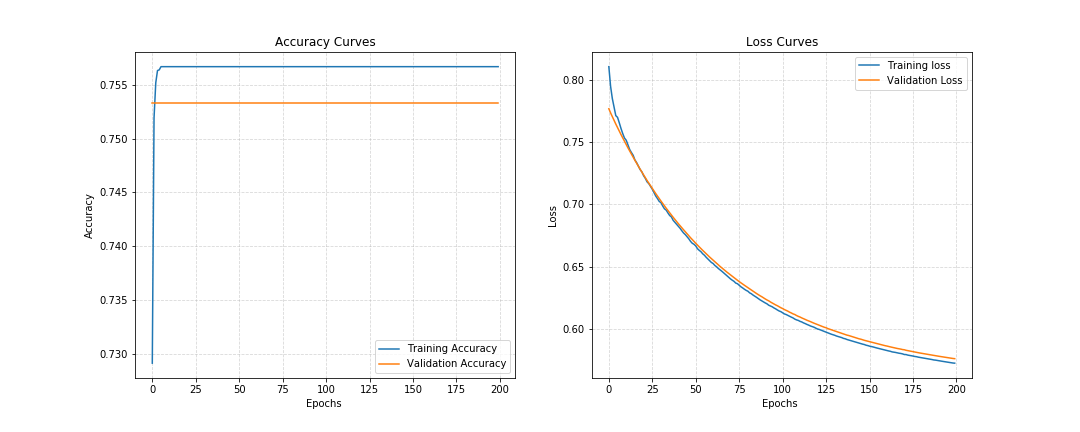 Accuracy Curves
0.755
0.750
0.745
0.740
0.735
0.730
Accuracy
Training Accuracy
Validation Accuracy
0 25 50 75 100 125 150 175 200
Epochs
Loss Curves
Training loss
Validation Loss
0.80
0.75
0.70
0.65
0.60
Loss
0 25 50 75 100 125 150 175 200
Epochs